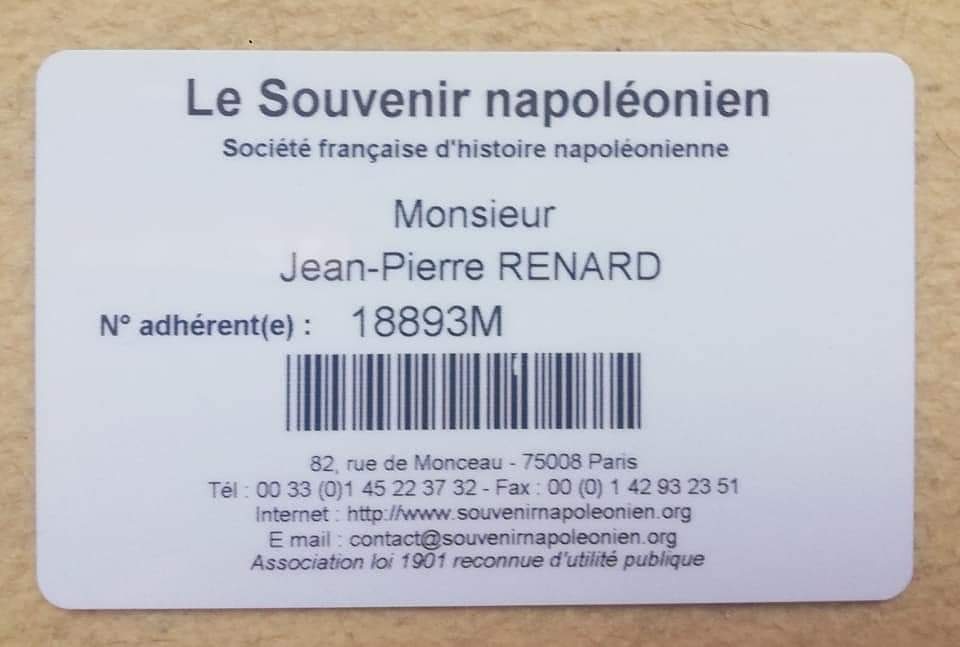 Le Souvenir napoléonien
Société française d'histoire napoléonienne
Monsieur
Jean-Pierre RENARD
N° adhérent(e) : 18893M
82, rue de Monceau - 75008 Paris
Tél : 00 33 (0)1 45 22 37 32 - Fax : 00 (0) 1 42 93 23 51
Internet : http://www.souvenirnapoleonien.org
E mail : contact@souvenirnapoleonien.org
Association loi 1901 reconnue d'utilité publique